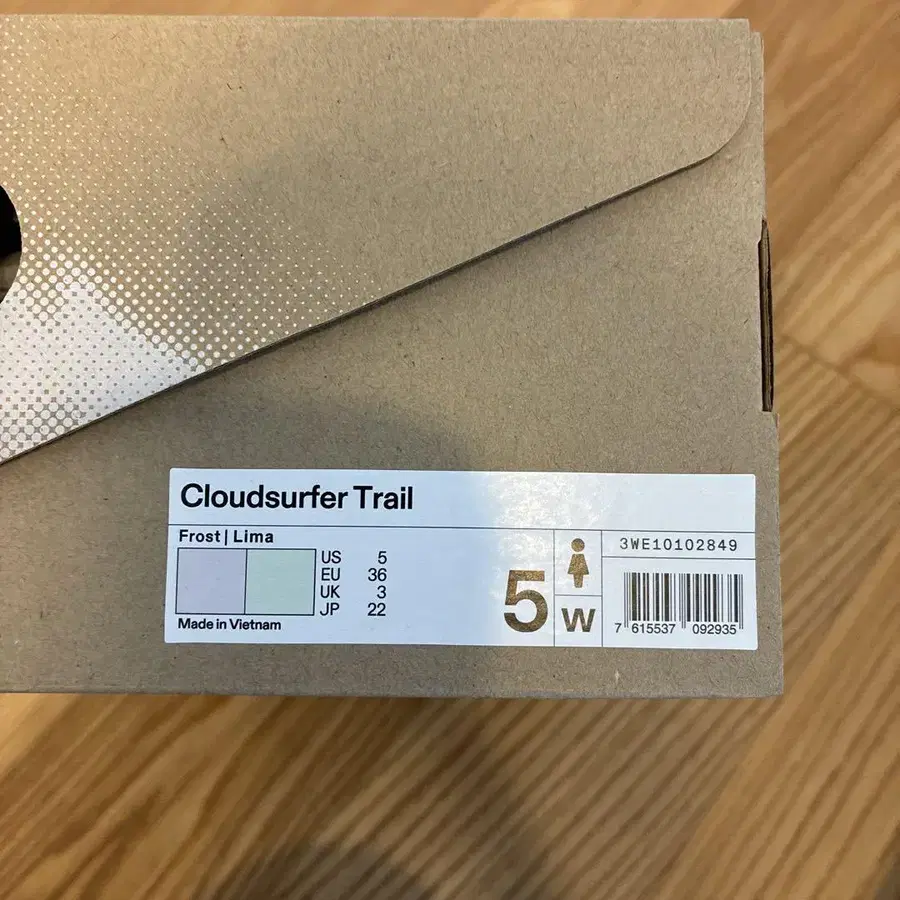 Cloudsurfer Trail
Frost | Lima
US 5
EU 36
UK 3
JP 22
Made in Vietnam
5
W
3WE10102849
7 615537 092935